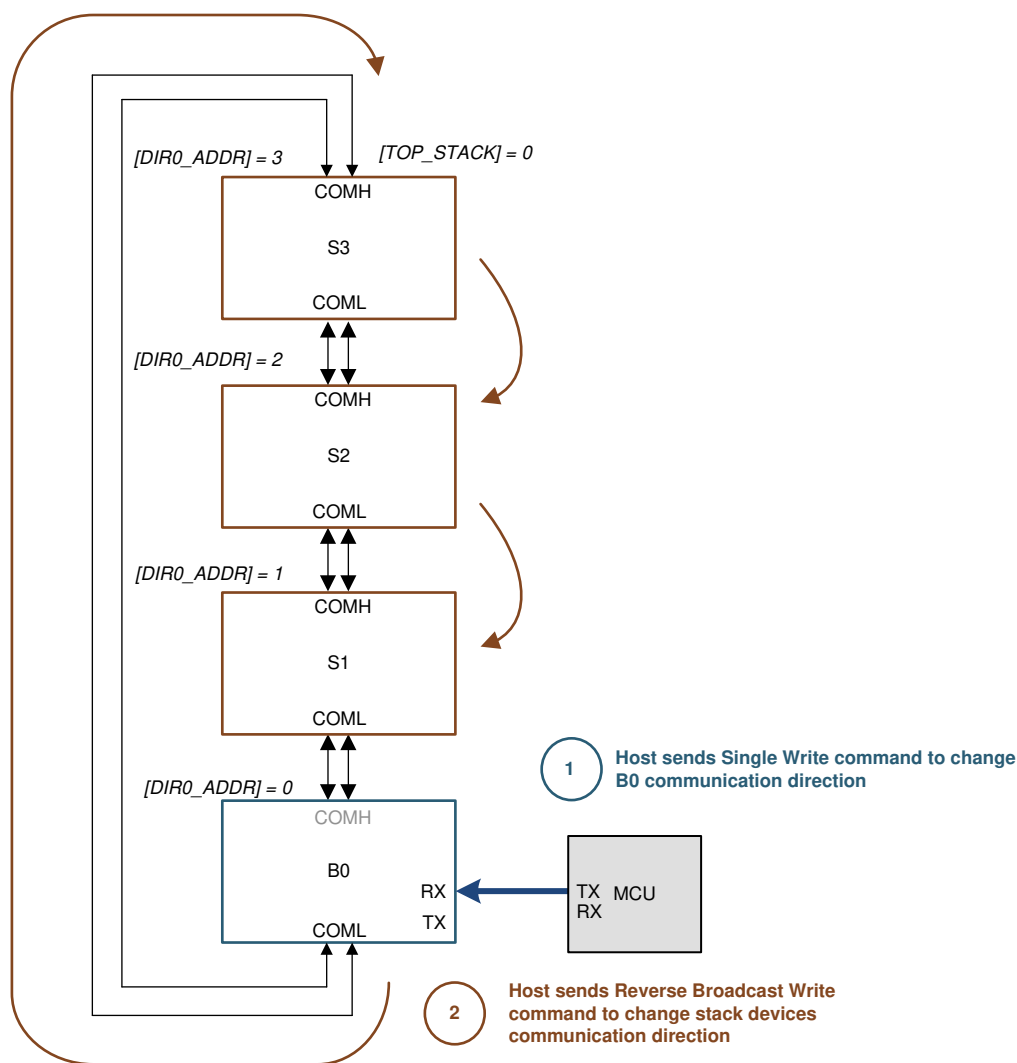 [DIR0_ADDR] = 3
[TOP_STACK] = 0
COMH
S3
COML
[DIR0_ADDR] = 2
COMH
S2
COML
[DIR0_ADDR] = 1
COMH
S1
COML
1
Host sends Single Write command to change
B0 communication direction
[DIR0_ADDR] = 0
COMH
B0
RX
TX
COML
TX
RX
MCU
2
Host sends Reverse Broadcast Write
command to change stack devices
communication direction